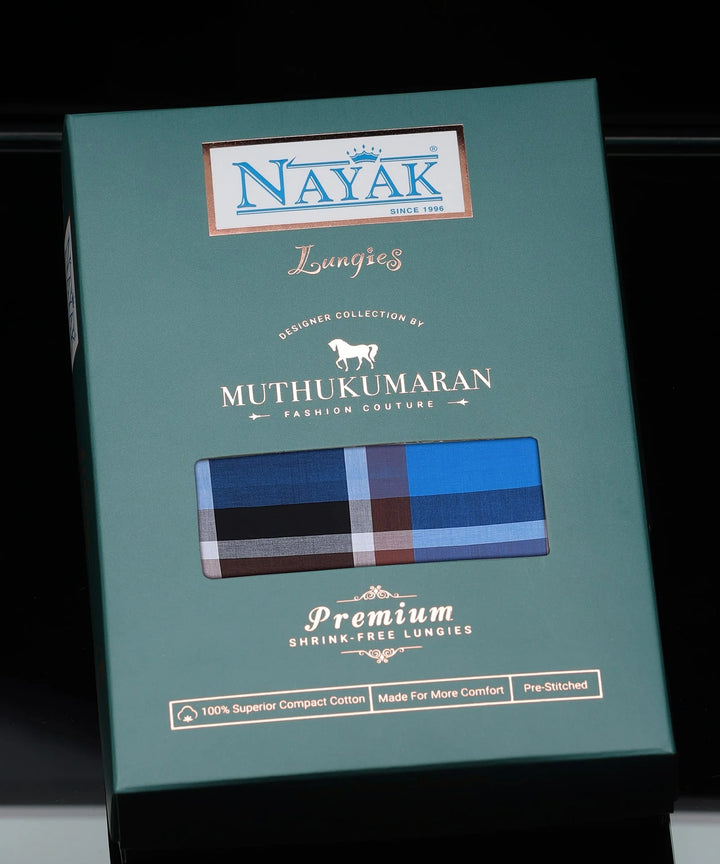 NAYAK®
SINCE 1996
Lungies
DESIGNER COLLECTION BY
MUTHUKUMARAN
FASHION COUTURE
Premium
SHRINK-FREE LUNGIES
100% Superior Compact Cotton
Made For More Comfort
Pre-Stitched